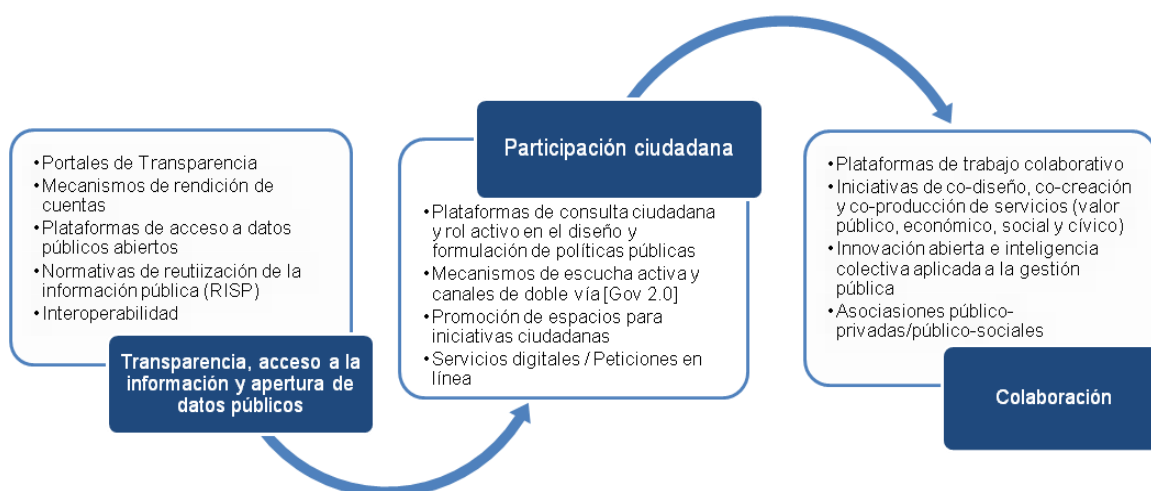 •Portales de Transparencia
•Mecanismos de rendición de
cuentas
•Plataformas de acceso a datos
públicos abiertos
•Normativas de reutiización de la
información pública (RISP)
•Interoperabilidad
Transparencia, acceso a la
información y apertura de
datos públicos
Participación ciudadana
•Plataformas de consulta ciudadana
y rol activo en el diseño y
formulación de políticas públicas
•Mecanismos de escucha activa y
canales de doble vía [Gov 2.0]
•Promoción de espacios para
iniciativas ciudadanas
•Servicios digitales / Peticiones en
línea
•Plataformas de trabajo colaborativo
•Iniciativas de co-diseño, co-creación
y co-producción de servicios (valor
público, económico, social y cívico)
•Innovación abierta e inteligencia
colectiva aplicada a la gestión
pública
•Asociasiones público-
privadas/público-sociales
Colaboración